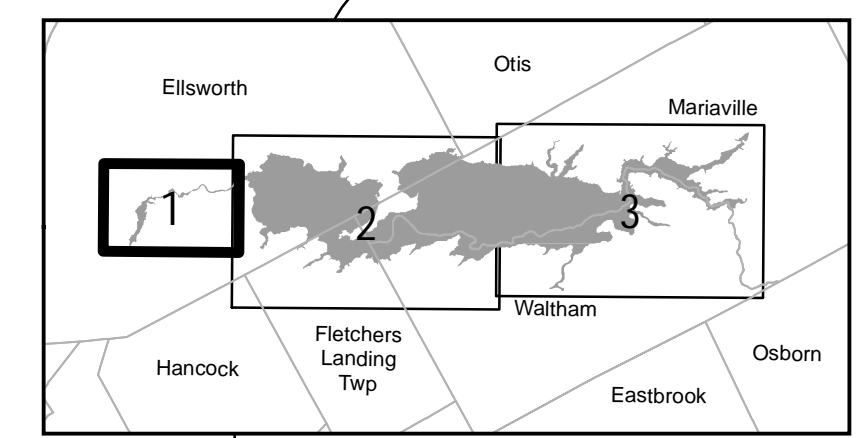 Otis
Ellsworth
Mariaville
1
2
3
Waltham
Fletchers
Landing
Twp
Hancock
Osborn
Eastbrook